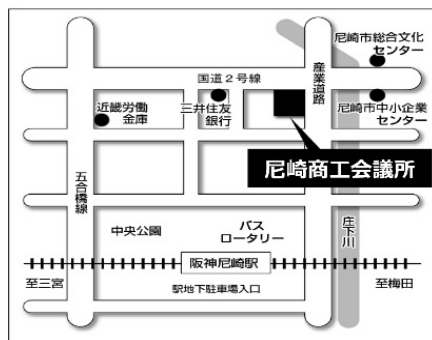 尼崎市総合文化
センター
国道2号線
産業道路
近畿労働
金庫
三井住友
銀行
尼崎市中小企業
センター
尼崎商工会議所
五合橋線
中央公園
バス
ロータリー
庄下川
阪神尼崎駅
至三宮
駅地下駐車場入口
至梅田